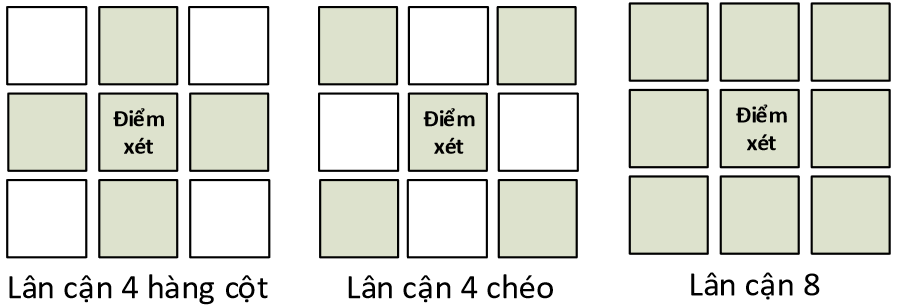 Điểm
xét
Điểm
xét
Điểm
xét
Lân cận 4 hàng cột
Lân cận 4 chéo
Lân cận 8